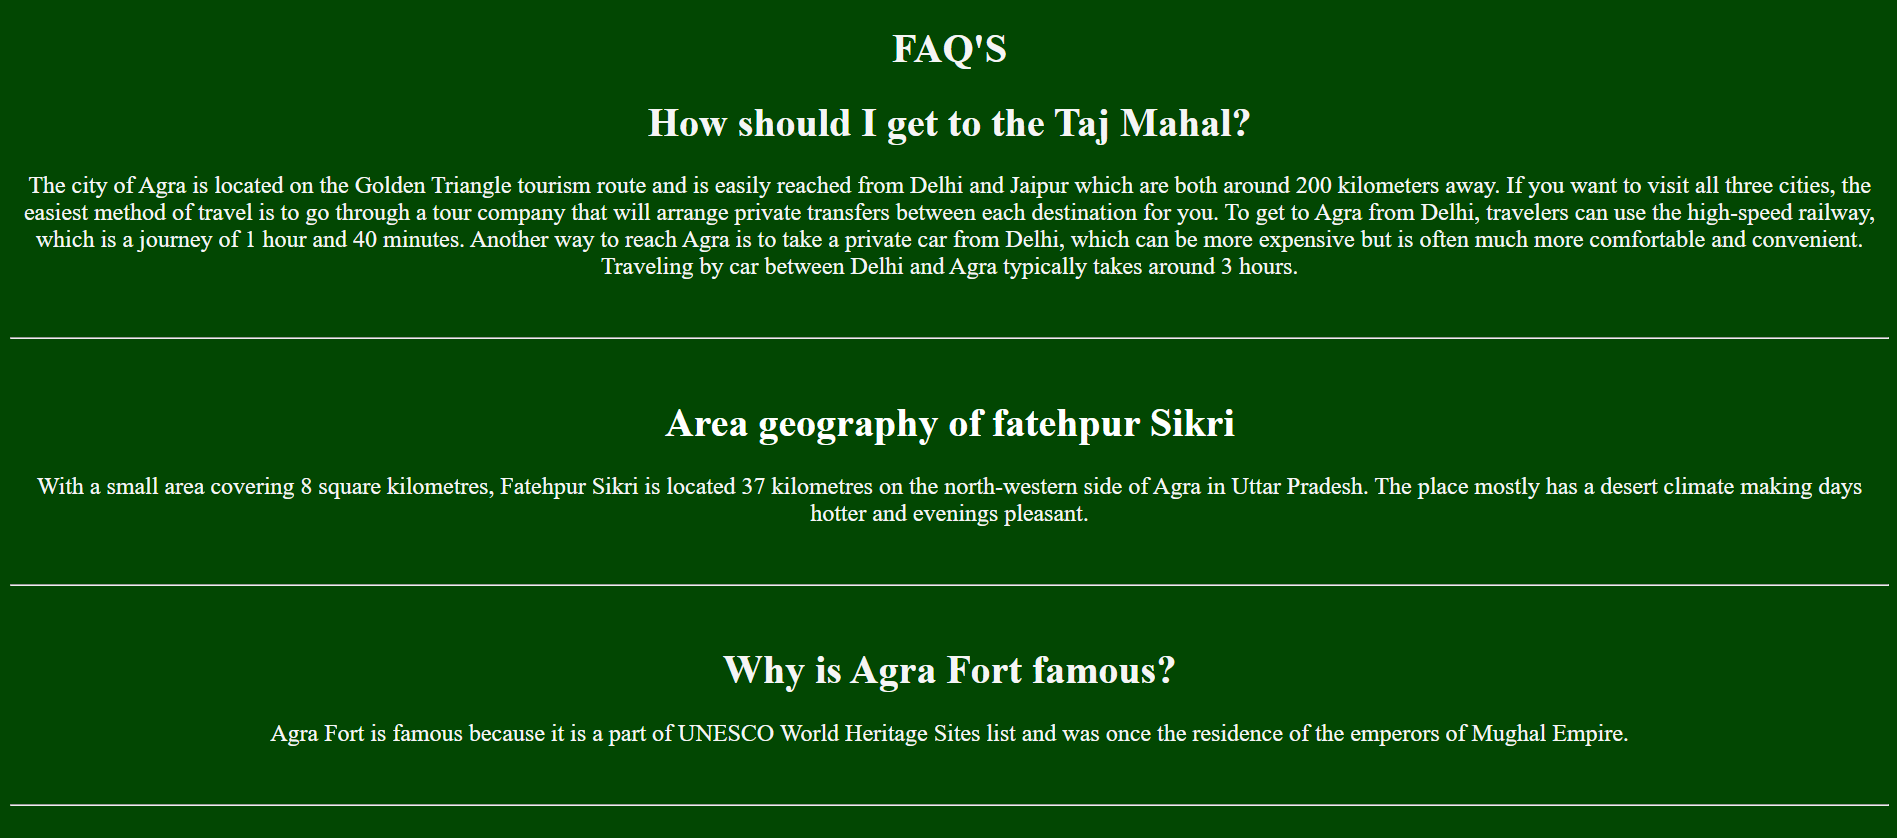 FAQ'S
How should I get to the Taj Mahal?
The city of Agra is located on the Golden Triangle tourism route and is easily reached from Delhi and Jaipur which are both around 200 kilometers away. If you want to visit all three cities, the
easiest method of travel is to go through a tour company that will arrange private transfers between each destination for you. To get to Agra from Delhi, travelers can use the high-speed railway,
which is a journey of 1 hour and 40 minutes. Another way to reach Agra is to take a private car from Delhi, which can be more expensive but is often much more comfortable and convenient.
Traveling by car between Delhi and Agra typically takes around 3 hours.
Area geography of fatehpur Sikri
With a small area covering 8 square kilometres, Fatehpur Sikri is located 37 kilometres on the north-western side of Agra in Uttar Pradesh. The place mostly has a desert climate making days
hotter and evenings pleasant.
Why is Agra Fort famous?
Agra Fort is famous because it is a part of UNESCO World Heritage Sites list and was once the residence of the emperors of Mughal Empire.